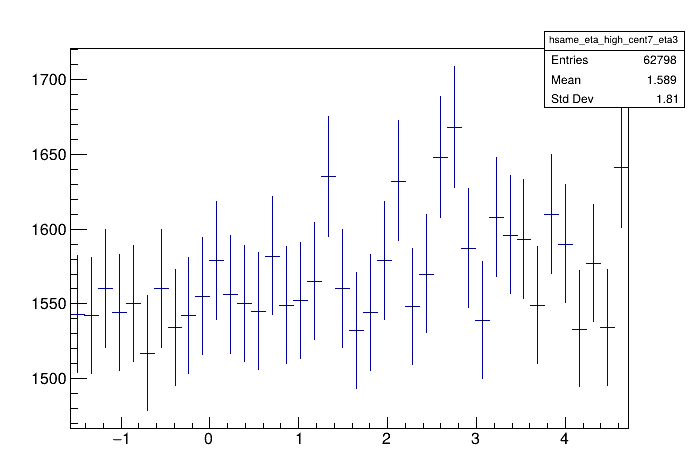 hsame_eta_high_cent7_eta3
Entries 62798
Mean 1.589
Std Dev 1.81
1700
1650
1600
1550
1500
−1 0 1 2 3 4